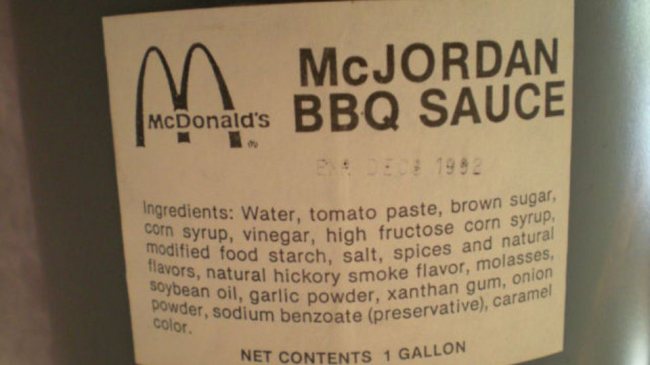 McDonald's
McJORDAN
BBQ SAUCE
DEC
Ingredients: Water, tomato paste, brown sugar,
corn syrup, vinegar, high fructose corn syrup,
modified food starch, salt, spices and natural
flavors, natural hickory smoke flavor, molasses,
soybean oil, garlic powder, xanthan gum, onion
powder, sodium benzoate (preservative), caramel
color.
NET CONTENTS 1 GALLON